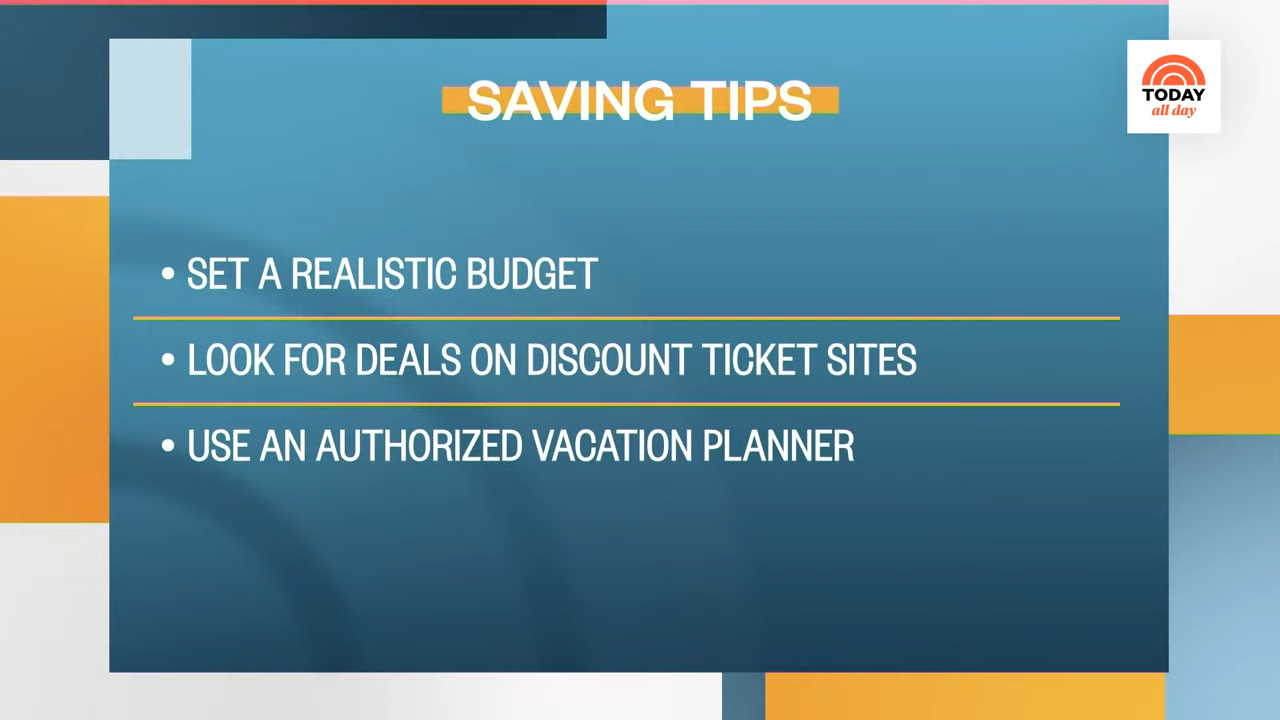 SAVING TIPS
TODAY
all day
• SET A REALISTIC BUDGET
• LOOK FOR DEALS ON DISCOUNT TICKET SITES
• USE AN AUTHORIZED VACATION PLANNER